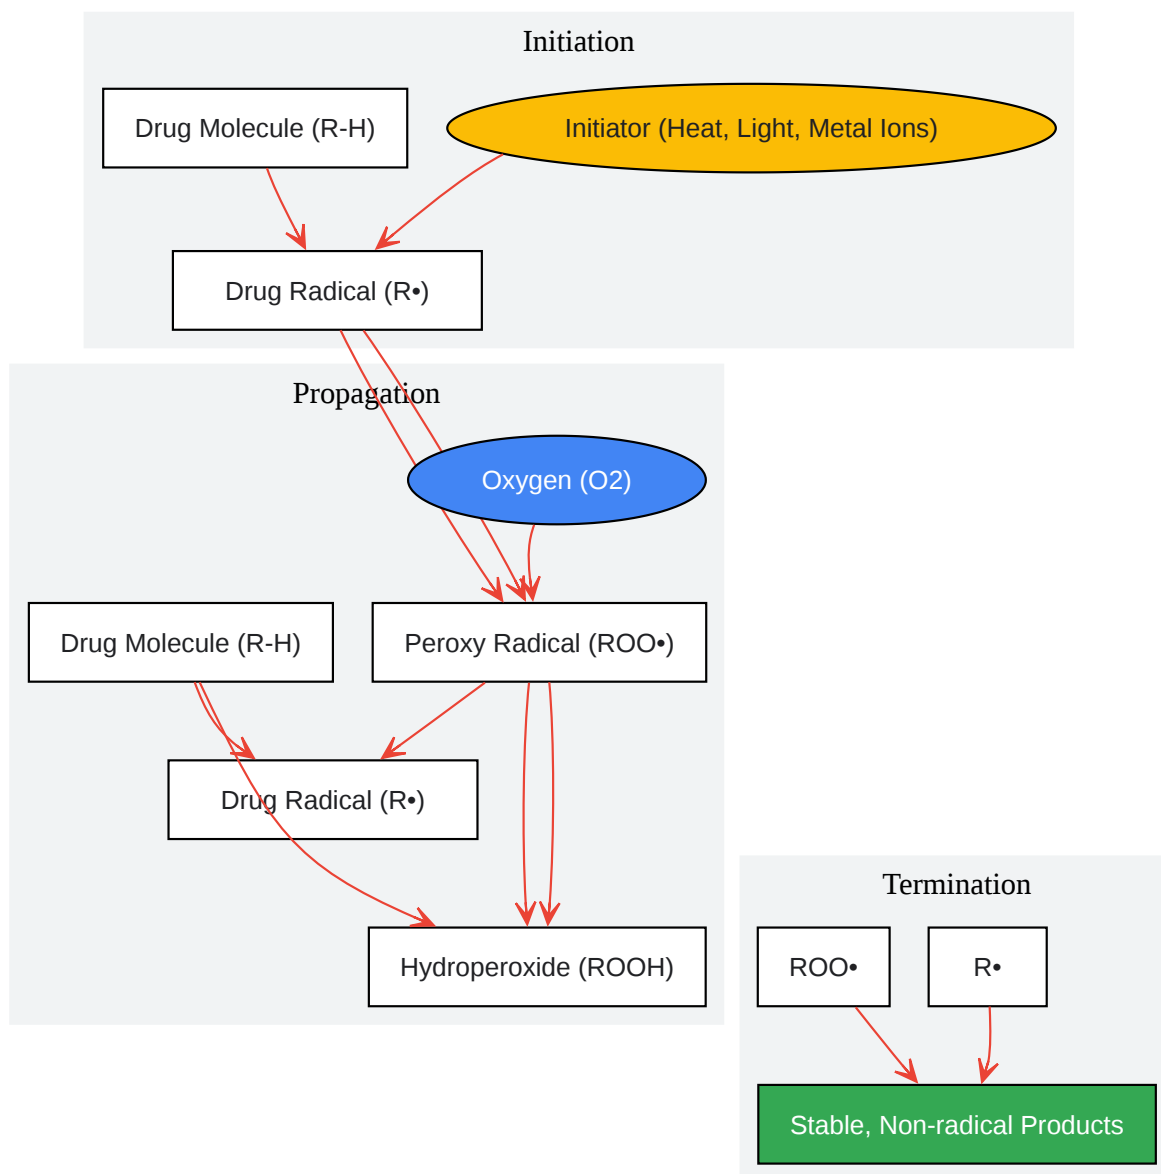 Initiation
Drug Molecule (R-H)
Initiator (Heat, Light, Metal Ions)
Drug Radical (R•)
Propagation
Oxygen (O2)
Drug Molecule (R-H)
Peroxy Radical (ROO•)
Drug Radical (R•)
Hydroperoxide (ROOH)
Termination
ROO•
R•
Stable, Non-radical Products